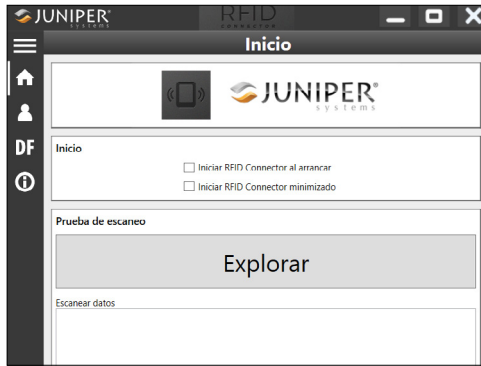 JUNIPER®
systems
RFID
CONNECTOR
Inicio
JUNIPER®
systems
DF
Inicio
Iniciar RFID Connector al arrancar
Iniciar RFID Connector minimizado
Prueba de escaneo
Explorar
Escanear datos